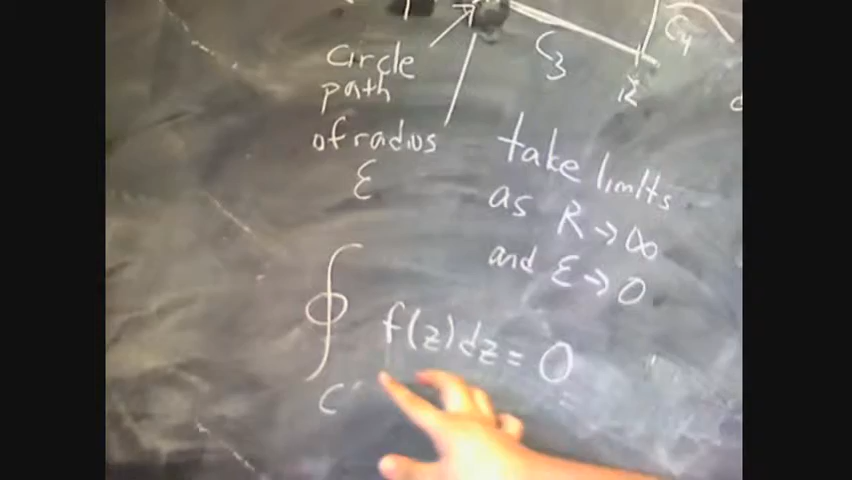 C₃
C₄
R
circle
path
of radius
ε
take limits
as R → ∞
and ε → 0
∮ f(z)dz = 0
C